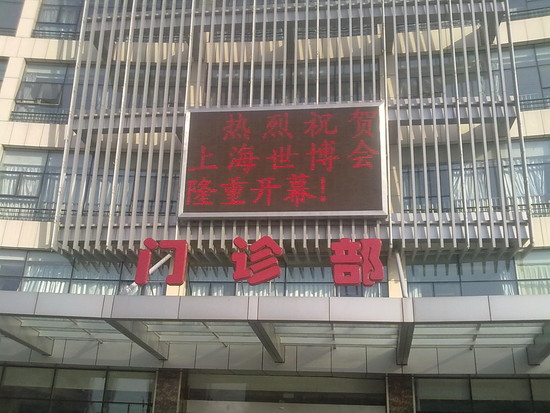 热烈祝贺
上海世博会
隆重开幕!
门诊部